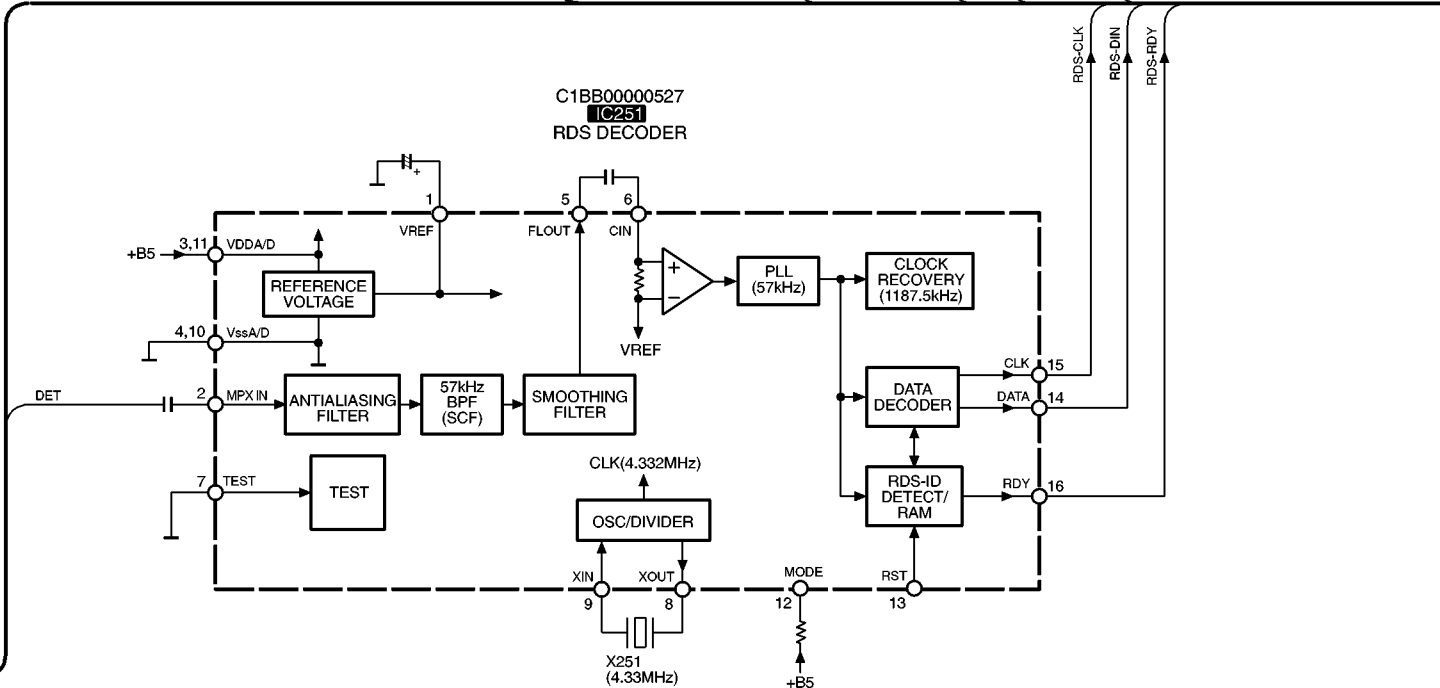 RDS-CLK
RDS-DIN
RDS-RDY
C1BB00000527
IC251
RDS DECODER
+
1
5
6
VREF
FLOUT
CIN
+B5
3,11
VDDA/D
REFERENCE
VOLTAGE
+
−
PLL
(57kHz)
CLOCK
RECOVERY
(1187.5kHz)
4,10
VssA/D
VREF
DET
2
MPX IN
ANTIALIASING
FILTER
57kHz
BPF
(SCF)
SMOOTHING
FILTER
DATA
DECODER
CLK
15
DATA
14
7
TEST
TEST
CLK(4.332MHz)
OSC/DIVIDER
RDS-ID
DETECT/
RAM
RDY
16
XIN
XOUT
MODE
RST
9
8
12
13
X251
(4.33MHz)
+B5